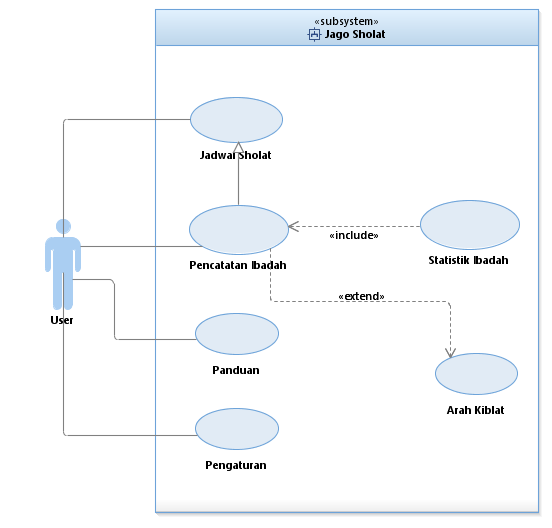 «subsystem»
Jago Sholat
Jadwal Sholat
Pencatatan Ibadah
«include»
Statistik Ibadah
«extend»
User
Panduan
Arah Kiblat
Pengaturan